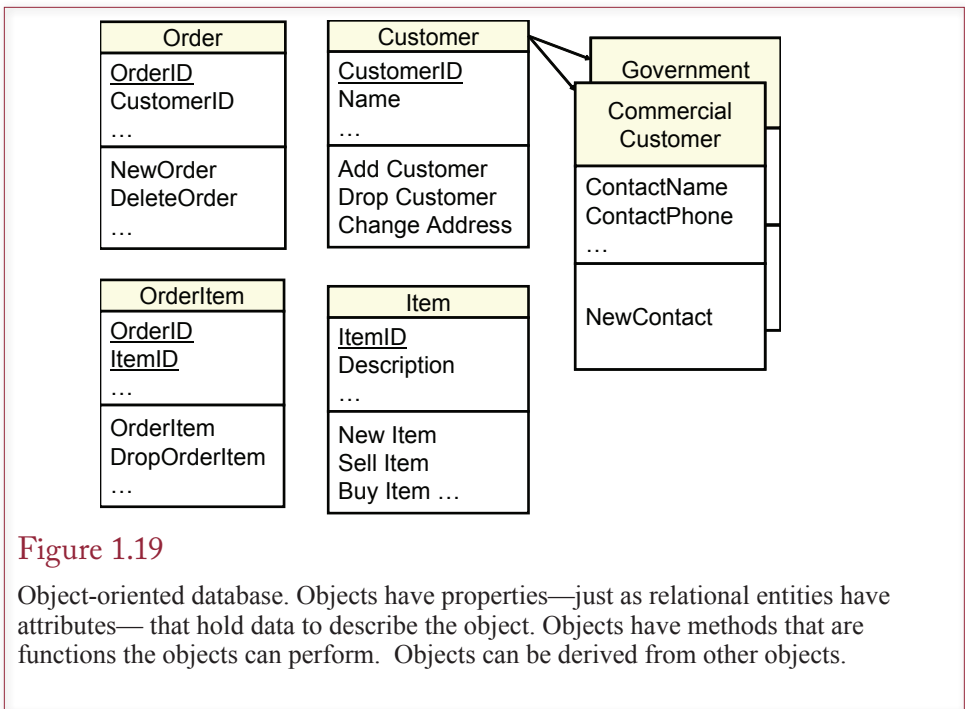 Order
OrderID
CustomerID
…
NewOrder
DeleteOrder
…
Customer
CustomerID
Name
…
Add Customer
Drop Customer
Change Address
Government
Commercial
Customer
ContactName
ContactPhone
…
NewContact
OrderItem
OrderID
ItemID
…
OrderItem
DropOrderItem
…
Item
ItemID
Description
…
New Item
Sell Item
Buy Item …
Figure 1.19
Object-oriented database. Objects have properties—just as relational entities have
attributes— that hold data to describe the object. Objects have methods that are
functions the objects can perform.  Objects can be derived from other objects.